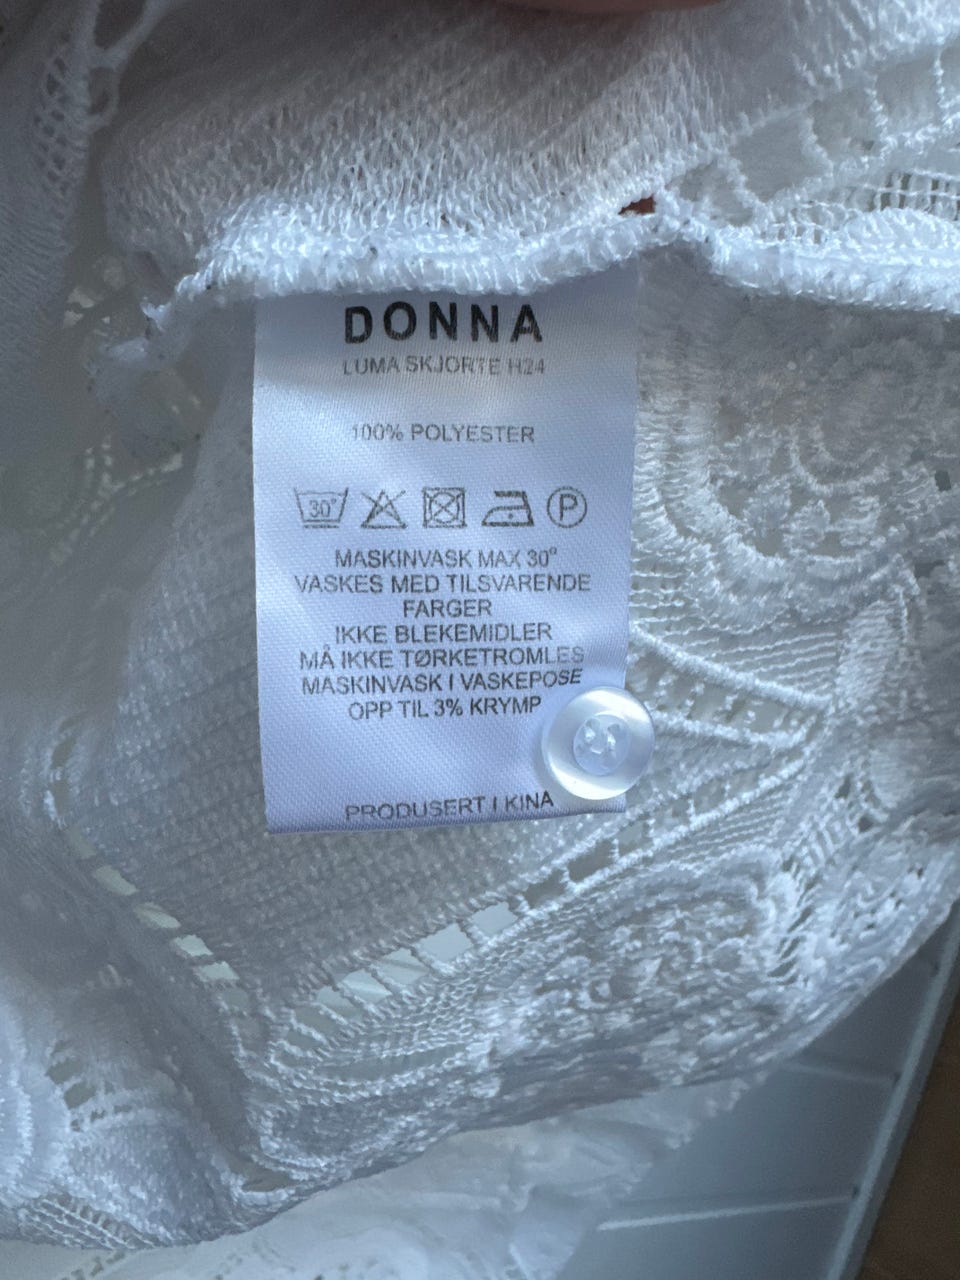 DONNA
LUMA SKJORTE H24
100% POLYESTER
30° P
MASKINVASK MAX 30°
VASKES MED TILSVARENDE
FARGER
IKKE BLEKEMIDLER
MÅ IKKE TØRKETROMLES
MASKINVASK I VASKEPOSE
OPP TIL 3% KRYMP
PRODUSERT I KINA